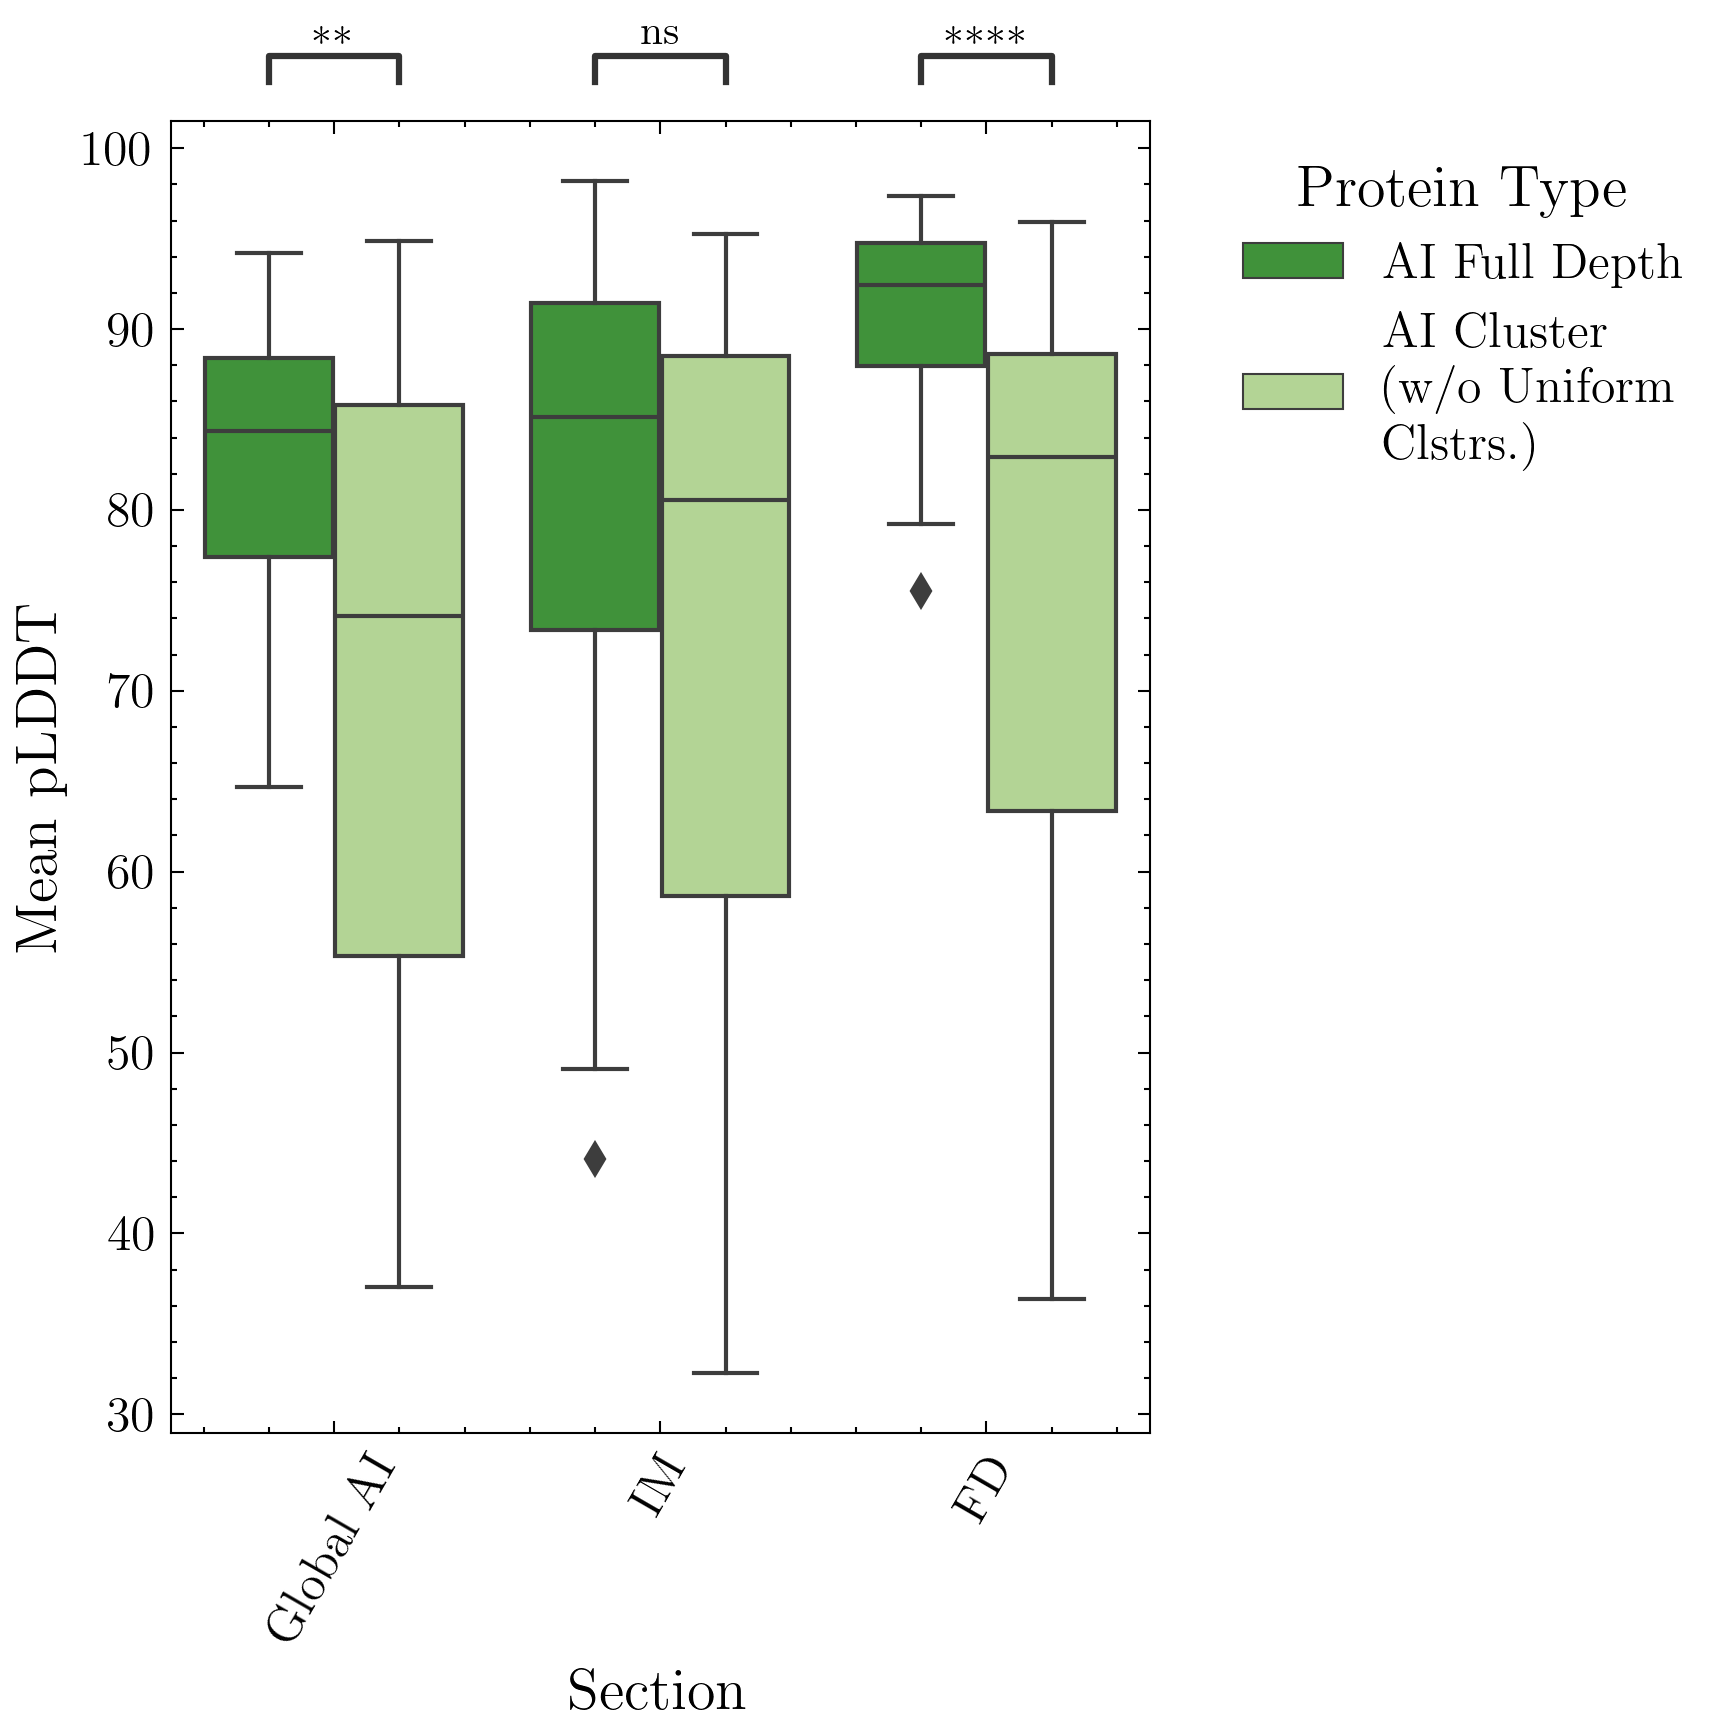 ** ns ****
100
90
80
70
60
50
40
30
Mean pLDDT
Global AI IM FD
Section
Protein Type
AI Full Depth
AI Cluster
(w/o Uniform
Clstrs.)